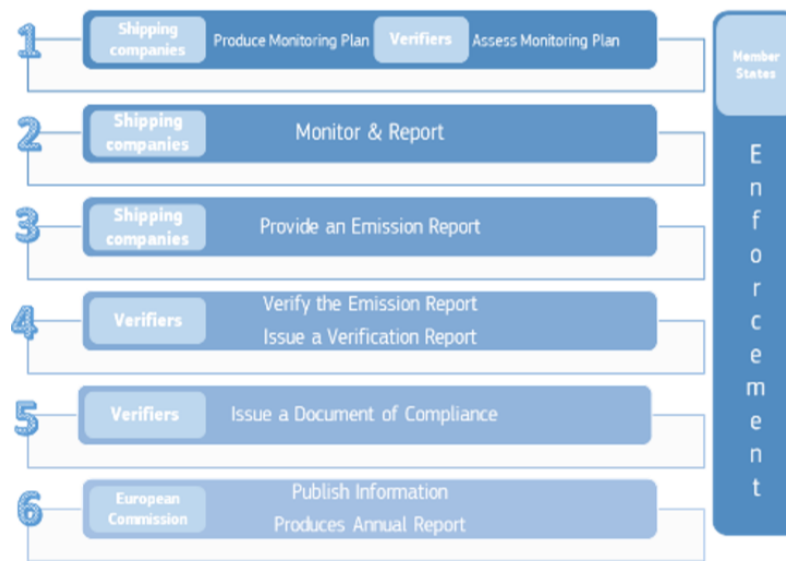 1
Shipping companies
Produce Monitoring Plan
Verifiers
Assess Monitoring Plan
2
Shipping companies
Monitor & Report
3
Shipping companies
Provide an Emission Report
4
Verifiers
Verify the Emission Report
Issue a Verification Report
5
Verifiers
Issue a Document of Compliance
6
European Commission
Publish Information
Produces Annual Report
Member States
Enforcement